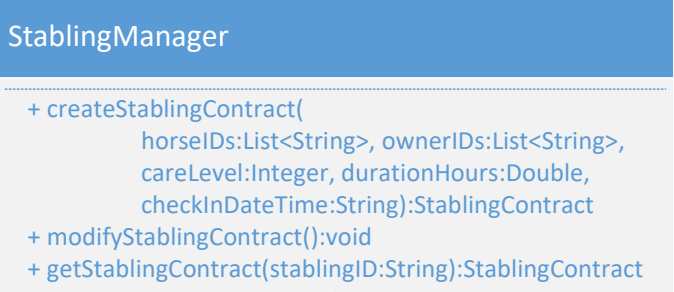 StablingManager
+ createStablingContract(
horseIDs:List<String>, ownerIDs:List<String>,
careLevel:Integer, durationHours:Double,
checkInDateTime:String):StablingContract
+ modifyStablingContract():void
+ getStablingContract(stablingID:String):StablingContract